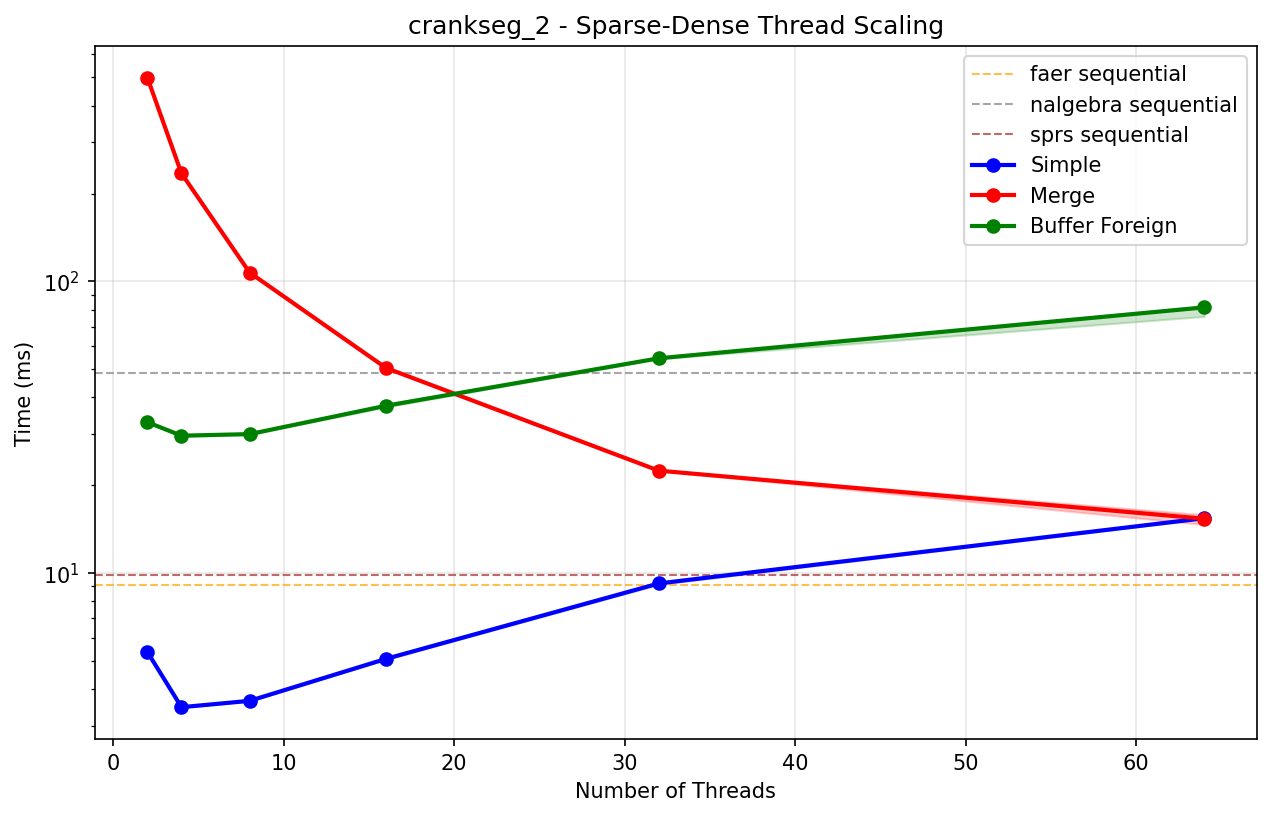 crankseg_2 - Sparse-Dense Thread Scaling
faer sequential
nalgebra sequential
sprs sequential
Simple
Merge
Buffer Foreign
Time (ms)
10²
10¹
0 10 20 30 40 50 60
Number of Threads